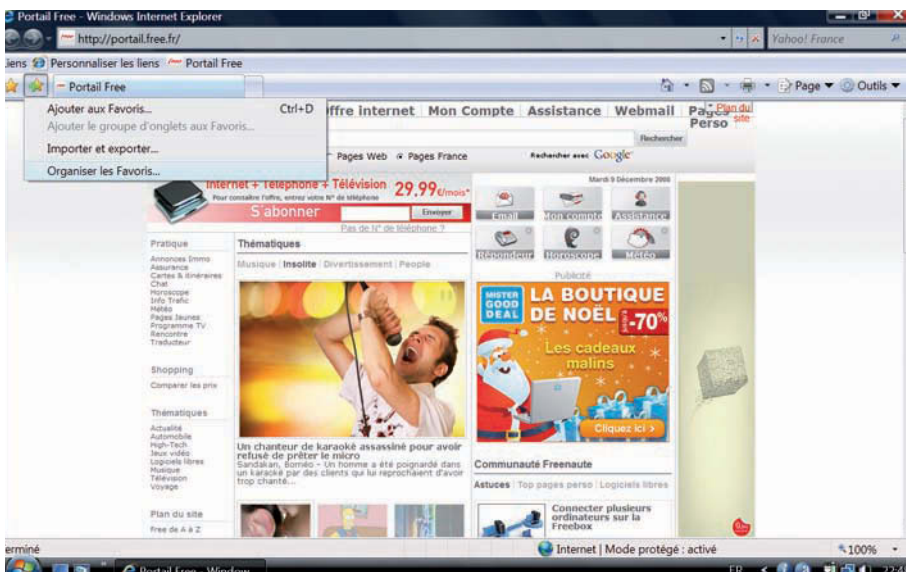 Portail Free - Windows Internet Explorer
http://portail.free.fr/
Yahoo! France
iens Personnaliser les liens Portail Free
Portail Free
Page Outils
Ajouter aux Favoris... Ctrl+D
Ajouter le groupe d'onglets aux Favoris...
Importer et exporter...
Organiser les Favoris...
ffre internet Mon Compte Assistance Webmail Pages Perso
Plan du site
Rechercher
Pages Web Pages France
Rechercher avec Google
Internet + Téléphone + Télévision 29.99€/mois*
Pour connaître l'offre, entrez votre N° de téléphone
S'abonner Envoyer
Pas de N° de téléphone ?
Mardi 9 Décembre 2008
Email Mon compte Assistance
Répondeur Horoscope Météo
Pratique
Annonces Immo
Assurance
Cartes & itinéraires
Chat
Horoscope
Info Trafic
Météo
Pages Jaunes
Programme TV
Rencontre
Traducteur
Shopping
Comparer les prix
Thématiques
Actualité
Automobile
High-Tech
Jeux vidéo
Logiciels libres
Musique
Télévision
Voyage
Plan du site
Free de A à Z
Thématiques
Musique Insolite Divertissement People
Un chanteur de karaoké assassiné pour avoir
refusé de prêter le micro
Sandakan, Bornéo - Un homme a été poignardé dans
un karaoké par des clients qui lui reprochaient d'avoir
trop chanté...
Publicité
MISTER GOOD DEAL
LA BOUTIQUE
DE NOËL
-70%
Les cadeaux
malins
Cliquez ici >
Communauté Freenaute
Astuces Top pages perso Logiciels libres
Connecter plusieurs
ordinateurs sur la
Freebox
erminé
Internet | Mode protégé : activé
100%
Portail Free - Window...
FR
22:48